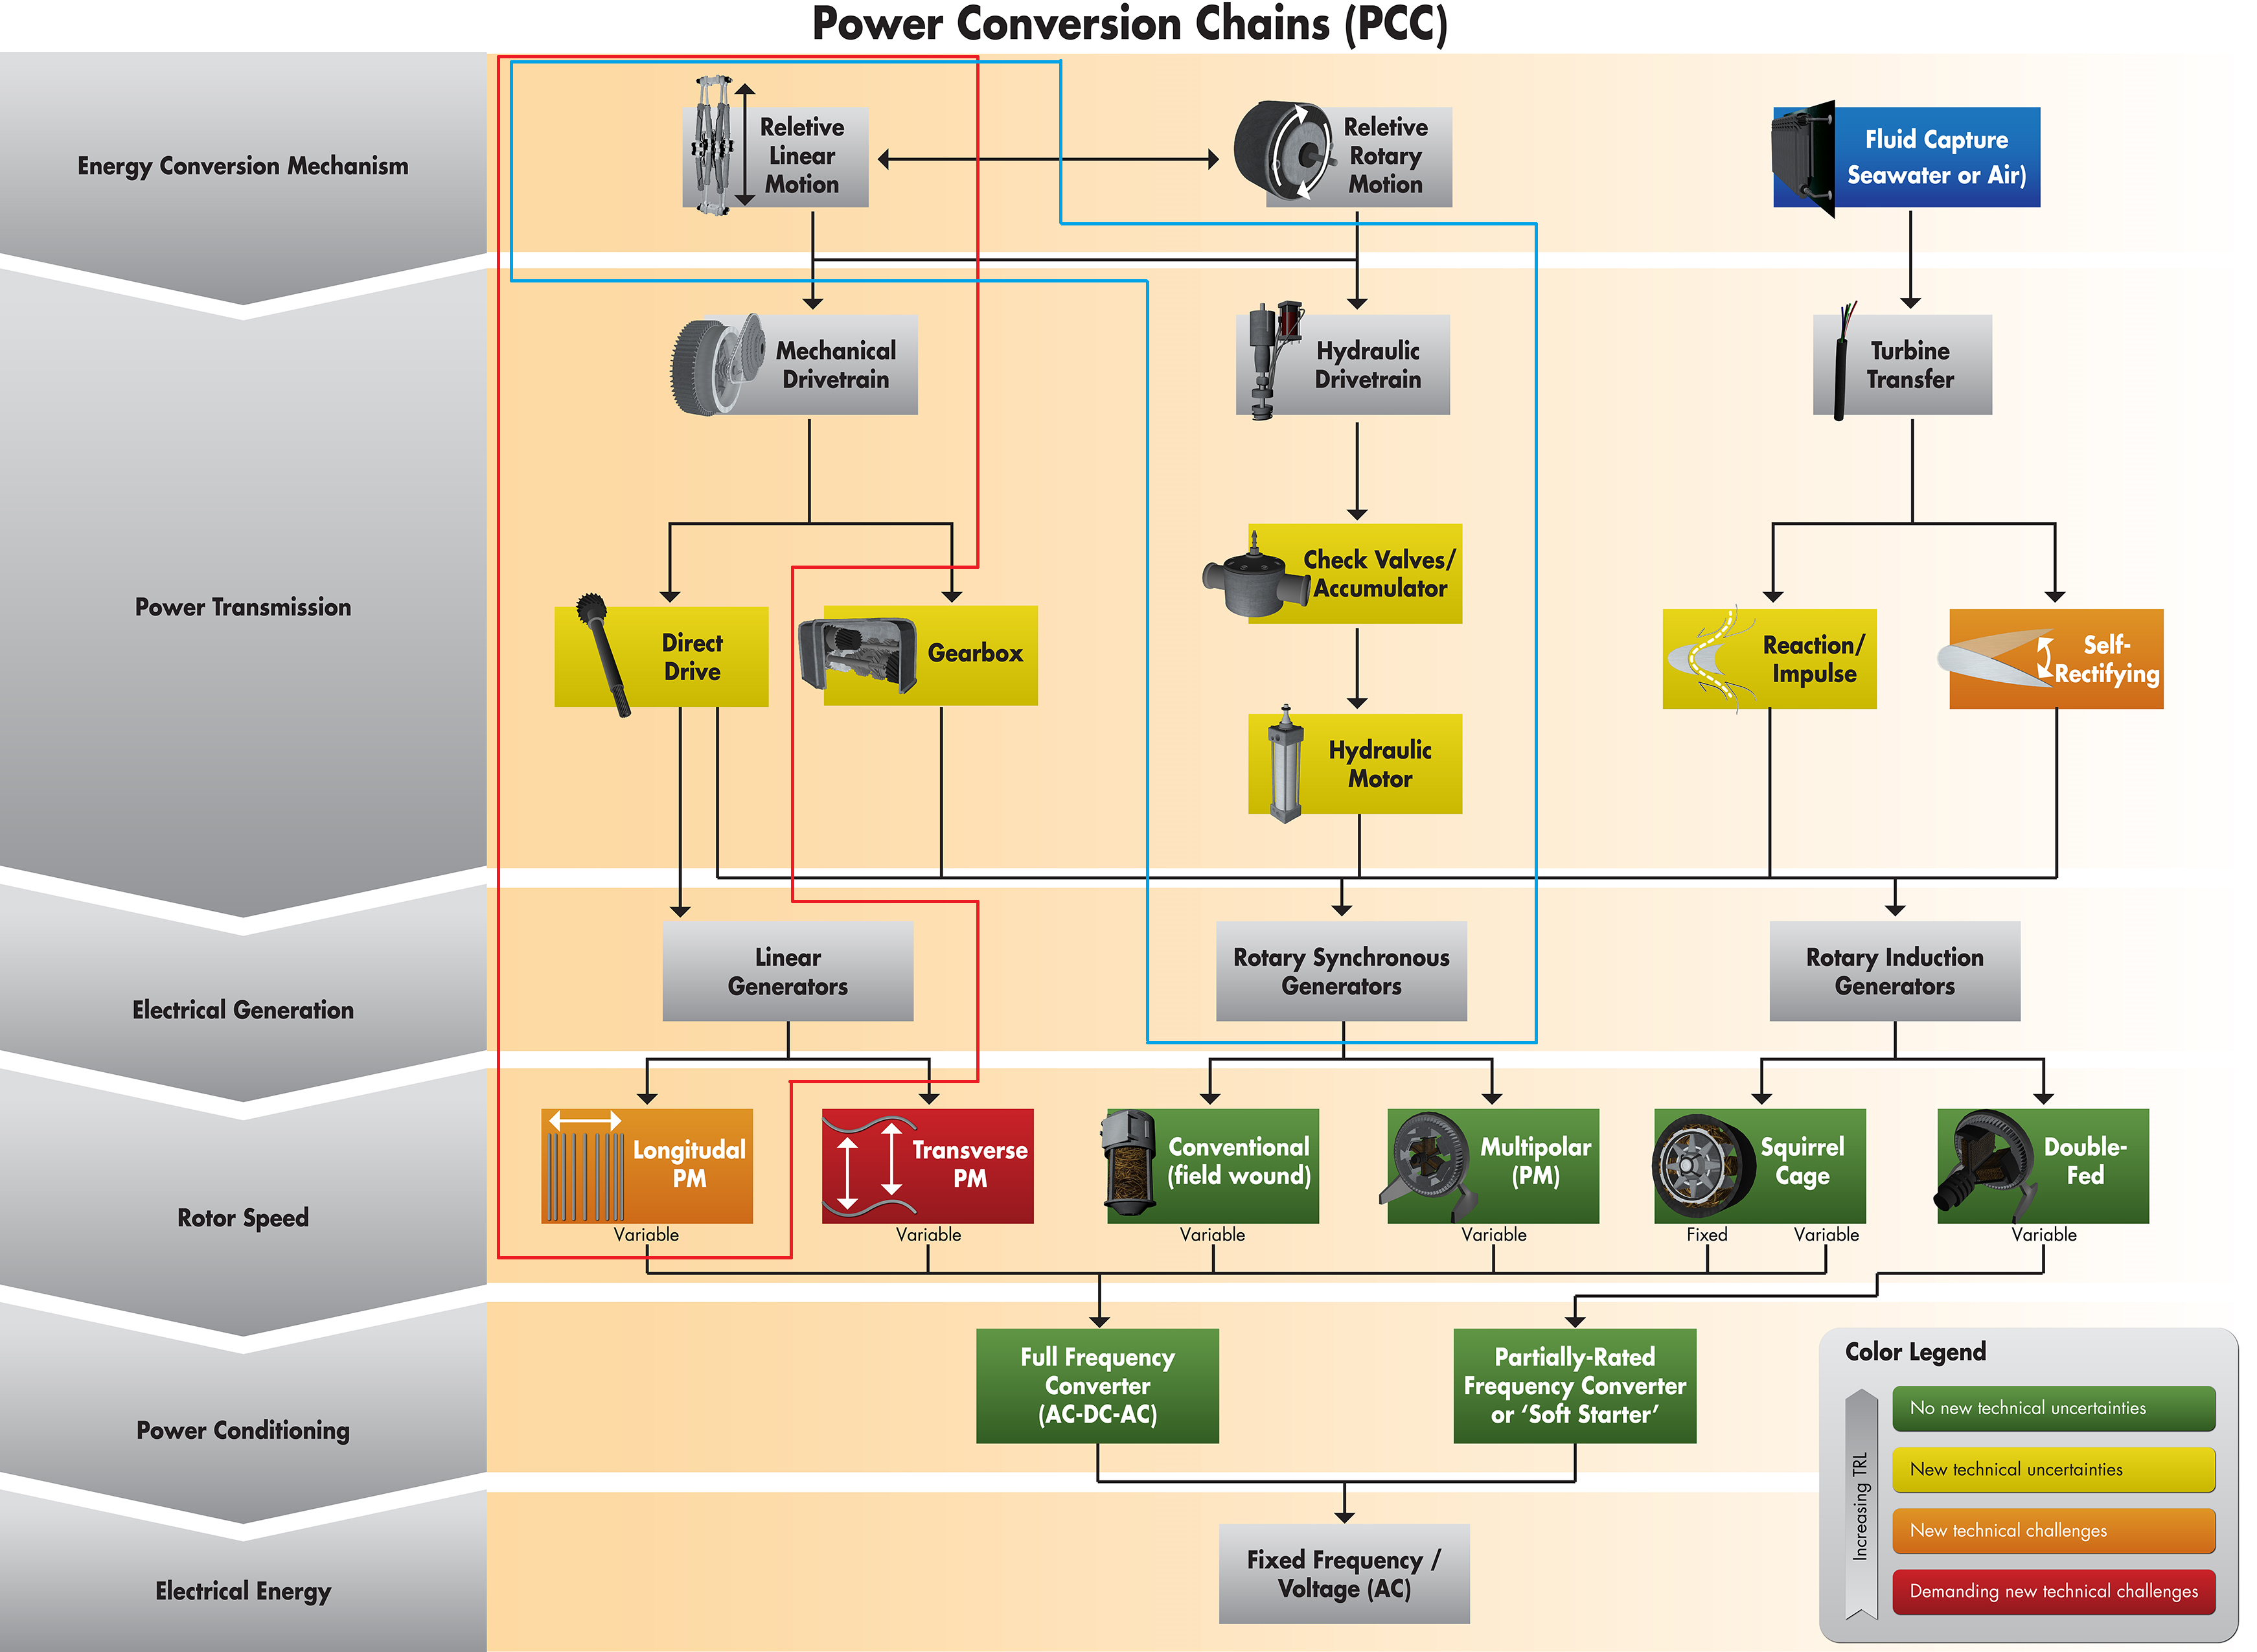 Power Conversion Chains (PCC)
Energy Conversion Mechanism
Reletive
Linear
Motion
Reletive
Rotary
Motion
Fluid Capture
Seawater or Air)
Power Transmission
Mechanical
Drivetrain
Hydraulic
Drivetrain
Turbine
Transfer
Check Valves/
Accumulator
Direct
Drive
Gearbox
Reaction/
Impulse
Self-
Rectifying
Hydraulic
Motor
Electrical Generation
Linear
Generators
Rotary Synchronous
Generators
Rotary Induction
Generators
Rotor Speed
Longitudal
PM
Variable
Transverse
PM
Variable
Conventional
(field wound)
Variable
Multipolar
(PM)
Variable
Squirrel
Cage
Fixed
Variable
Double-
Fed
Variable
Power Conditioning
Full Frequency
Converter
(AC-DC-AC)
Partially-Rated
Frequency Converter
or ‘Soft Starter’
Electrical Energy
Fixed Frequency /
Voltage (AC)
Color Legend
Increasing TRL
No new technical uncertainties
New technical uncertainties
New technical challenges
Demanding new technical challenges